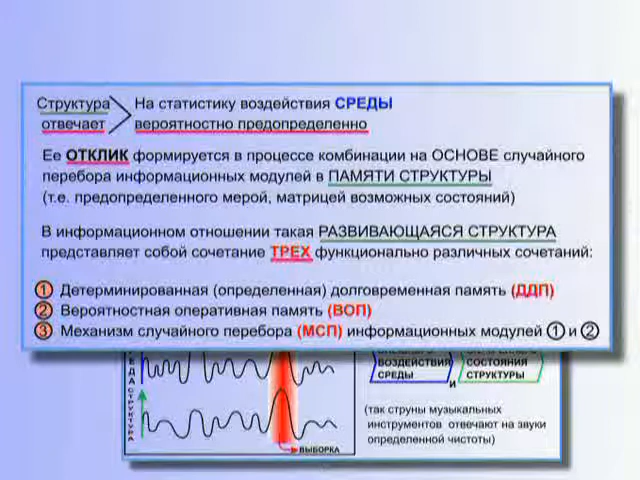 Структура отвечает
На статистику воздействия СРЕДЫ
вероятностно предопределенно
Ее ОТКЛИК формируется в процессе комбинации на ОСНОВЕ случайного
перебора информационных модулей в ПАМЯТИ СТРУКТУРЫ
(т.е. предопределенного мерой, матрицей возможных состояний)
В информационном отношении такая РАЗВИВАЮЩАЯСЯ СТРУКТУРА
представляет собой сочетание ТРЕХ функционально различных сочетаний:
1 Детерминированная (определенная) долговременная память (ДДП)
2 Вероятностная оперативная память (ВОП)
3 Механизм случайного перебора (МСП) информационных модулей 1 и 2
ВОЗДЕЙСТВИЯ
СРЕДЫ
И
СОСТОЯНИЯ
СТРУКТУРЫ
СТРУКТУРА
(так струны музыкальных
инструментов отвечают на звуки
определенной чистоты)
ВЫБОРКА